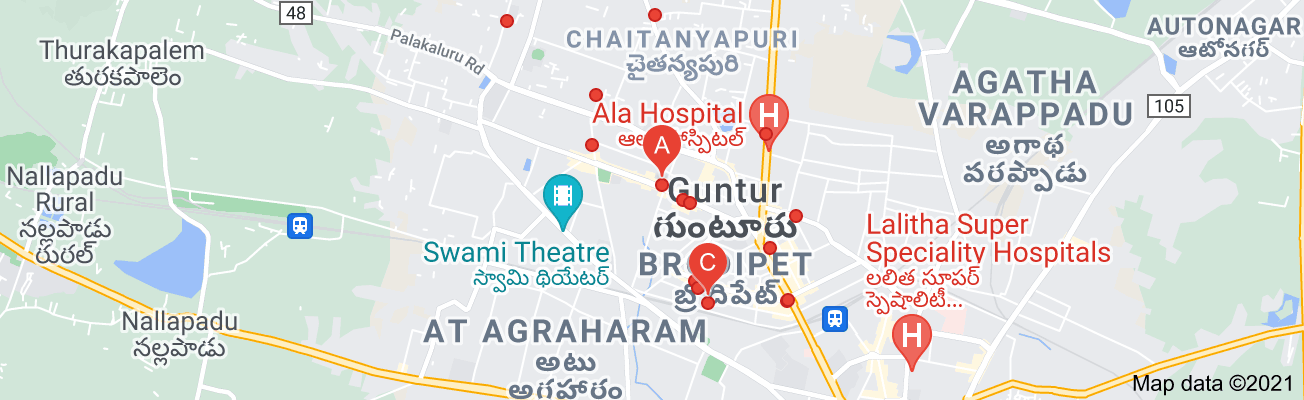 48
Thurakapalem
తురకపాలెం
Palakaluru Rd
CHAITANYAPURI
చైతన్యపురి
AUTONAGAR
ఆటోనగర్
AGATHA
VARAPPADU
అగాథ
వరప్పాడు
105
Ala Hospital
H
A
Nallapadu
Rural
నల్లపాడు
రురల్
Guntur
గుంటూరు
Swami Theatre
స్వామి థియేటర్
C
బ్రాదిపేట్
Lalitha Super
Speciality Hospitals
లలిత సూపర్
స్పెషాలిటీ...
H
Nallapadu
నల్లపాడు
AT AGRAHARAM
అటు
అగ్రహారం
Map data ©2021